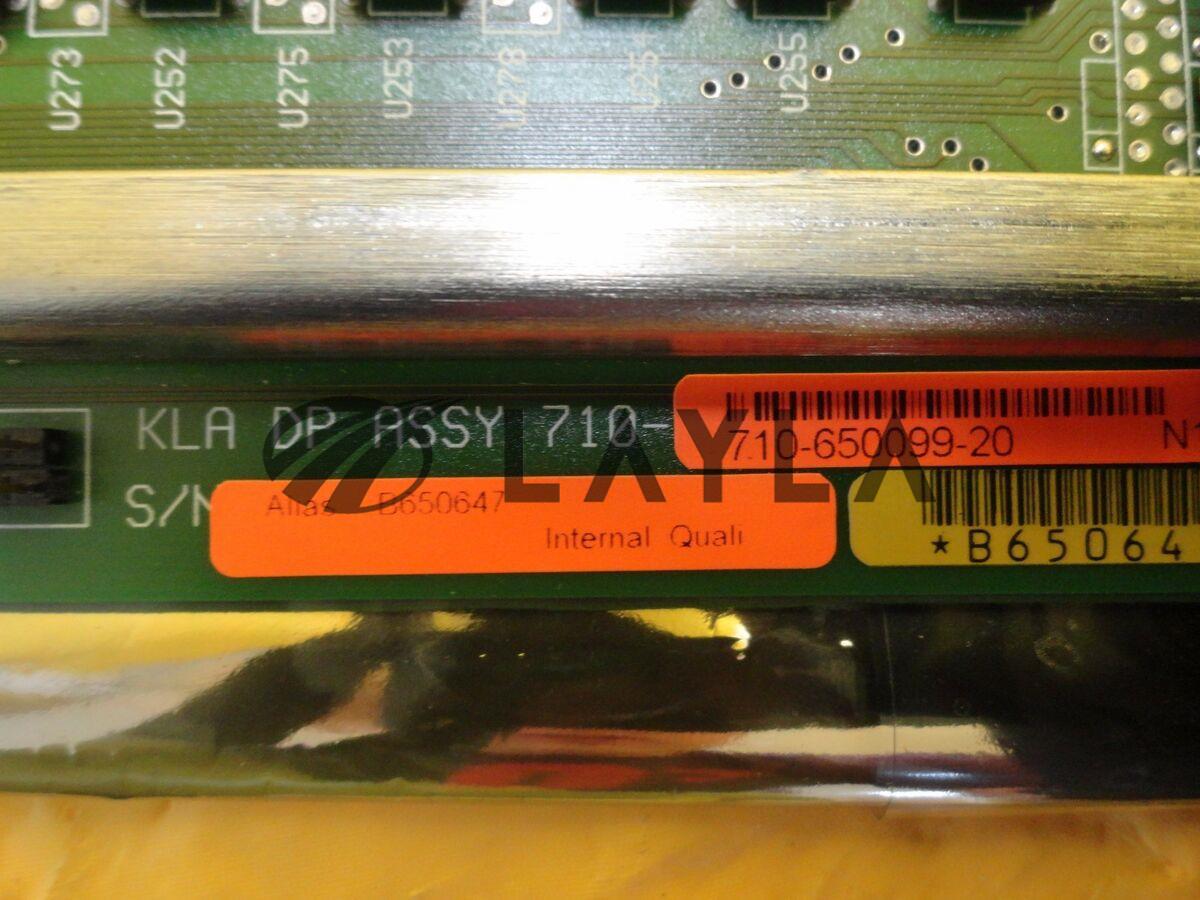 U273
U252
U275
U253
U278
U254
U255
KLA DP ASSY 710-
710-650099-20 N1
S/N
Alias B650647
Internal Quali
*B65064
LAYLA